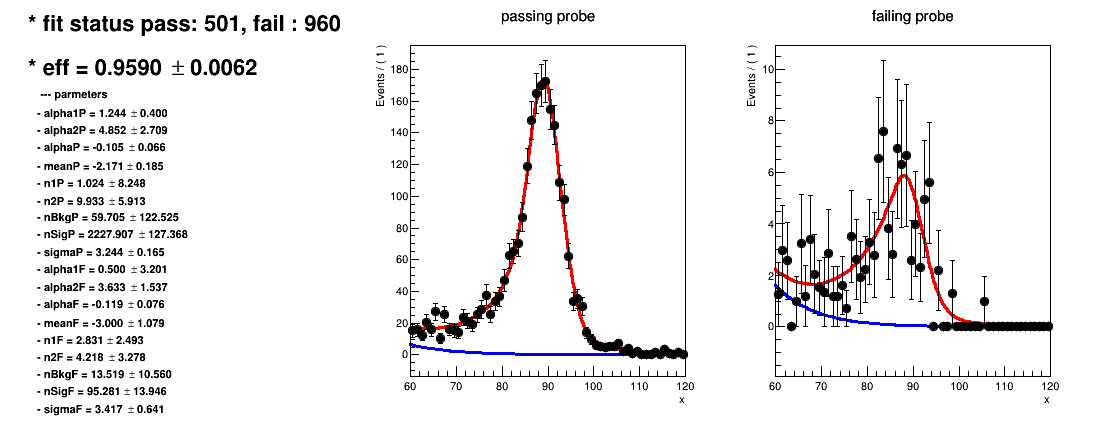 * fit status pass: 501, fail : 960
* eff = 0.9590 ± 0.0062
--- parmeters
- alpha1P = 1.244 ± 0.400
- alpha2P = 4.852 ± 2.709
- alphaP = -0.105 ± 0.066
- meanP = -2.171 ± 0.185
- n1P = 1.024 ± 8.248
- n2P = 9.933 ± 5.913
- nBkgP = 59.705 ± 122.525
- nSigP = 2227.907 ± 127.368
- sigmaP = 3.244 ± 0.165
- alpha1F = 0.500 ± 3.201
- alpha2F = 3.633 ± 1.537
- alphaF = -0.119 ± 0.076
- meanF = -3.000 ± 1.079
- n1F = 2.831 ± 2.493
- n2F = 4.218 ± 3.278
- nBkgF = 13.519 ± 10.560
- nSigF = 95.281 ± 13.946
- sigmaF = 3.417 ± 0.641
passing probe
Events / ( 1 )
180
160
140
120
100
80
60
40
20
0
60 70 80 90 100 110 120
x
failing probe
Events / ( 1 )
10
8
6
4
2
0
60 70 80 90 100 110 120
x